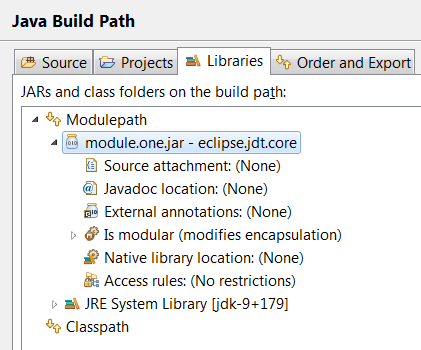 Java Build Path
Source Projects Libraries Order and Export
JARs and class folders on the build path:
Modulepath
module.one.jar - eclipse.jdt.core
Source attachment: (None)
Javadoc location: (None)
External annotations: (None)
Is modular (modifies encapsulation)
Native library location: (None)
Access rules: (No restrictions)
JRE System Library [jdk-9+179]
Classpath